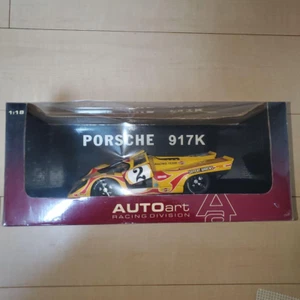 1:18
PORSCHE 917K
2
AUTOart
RACING DIVISION